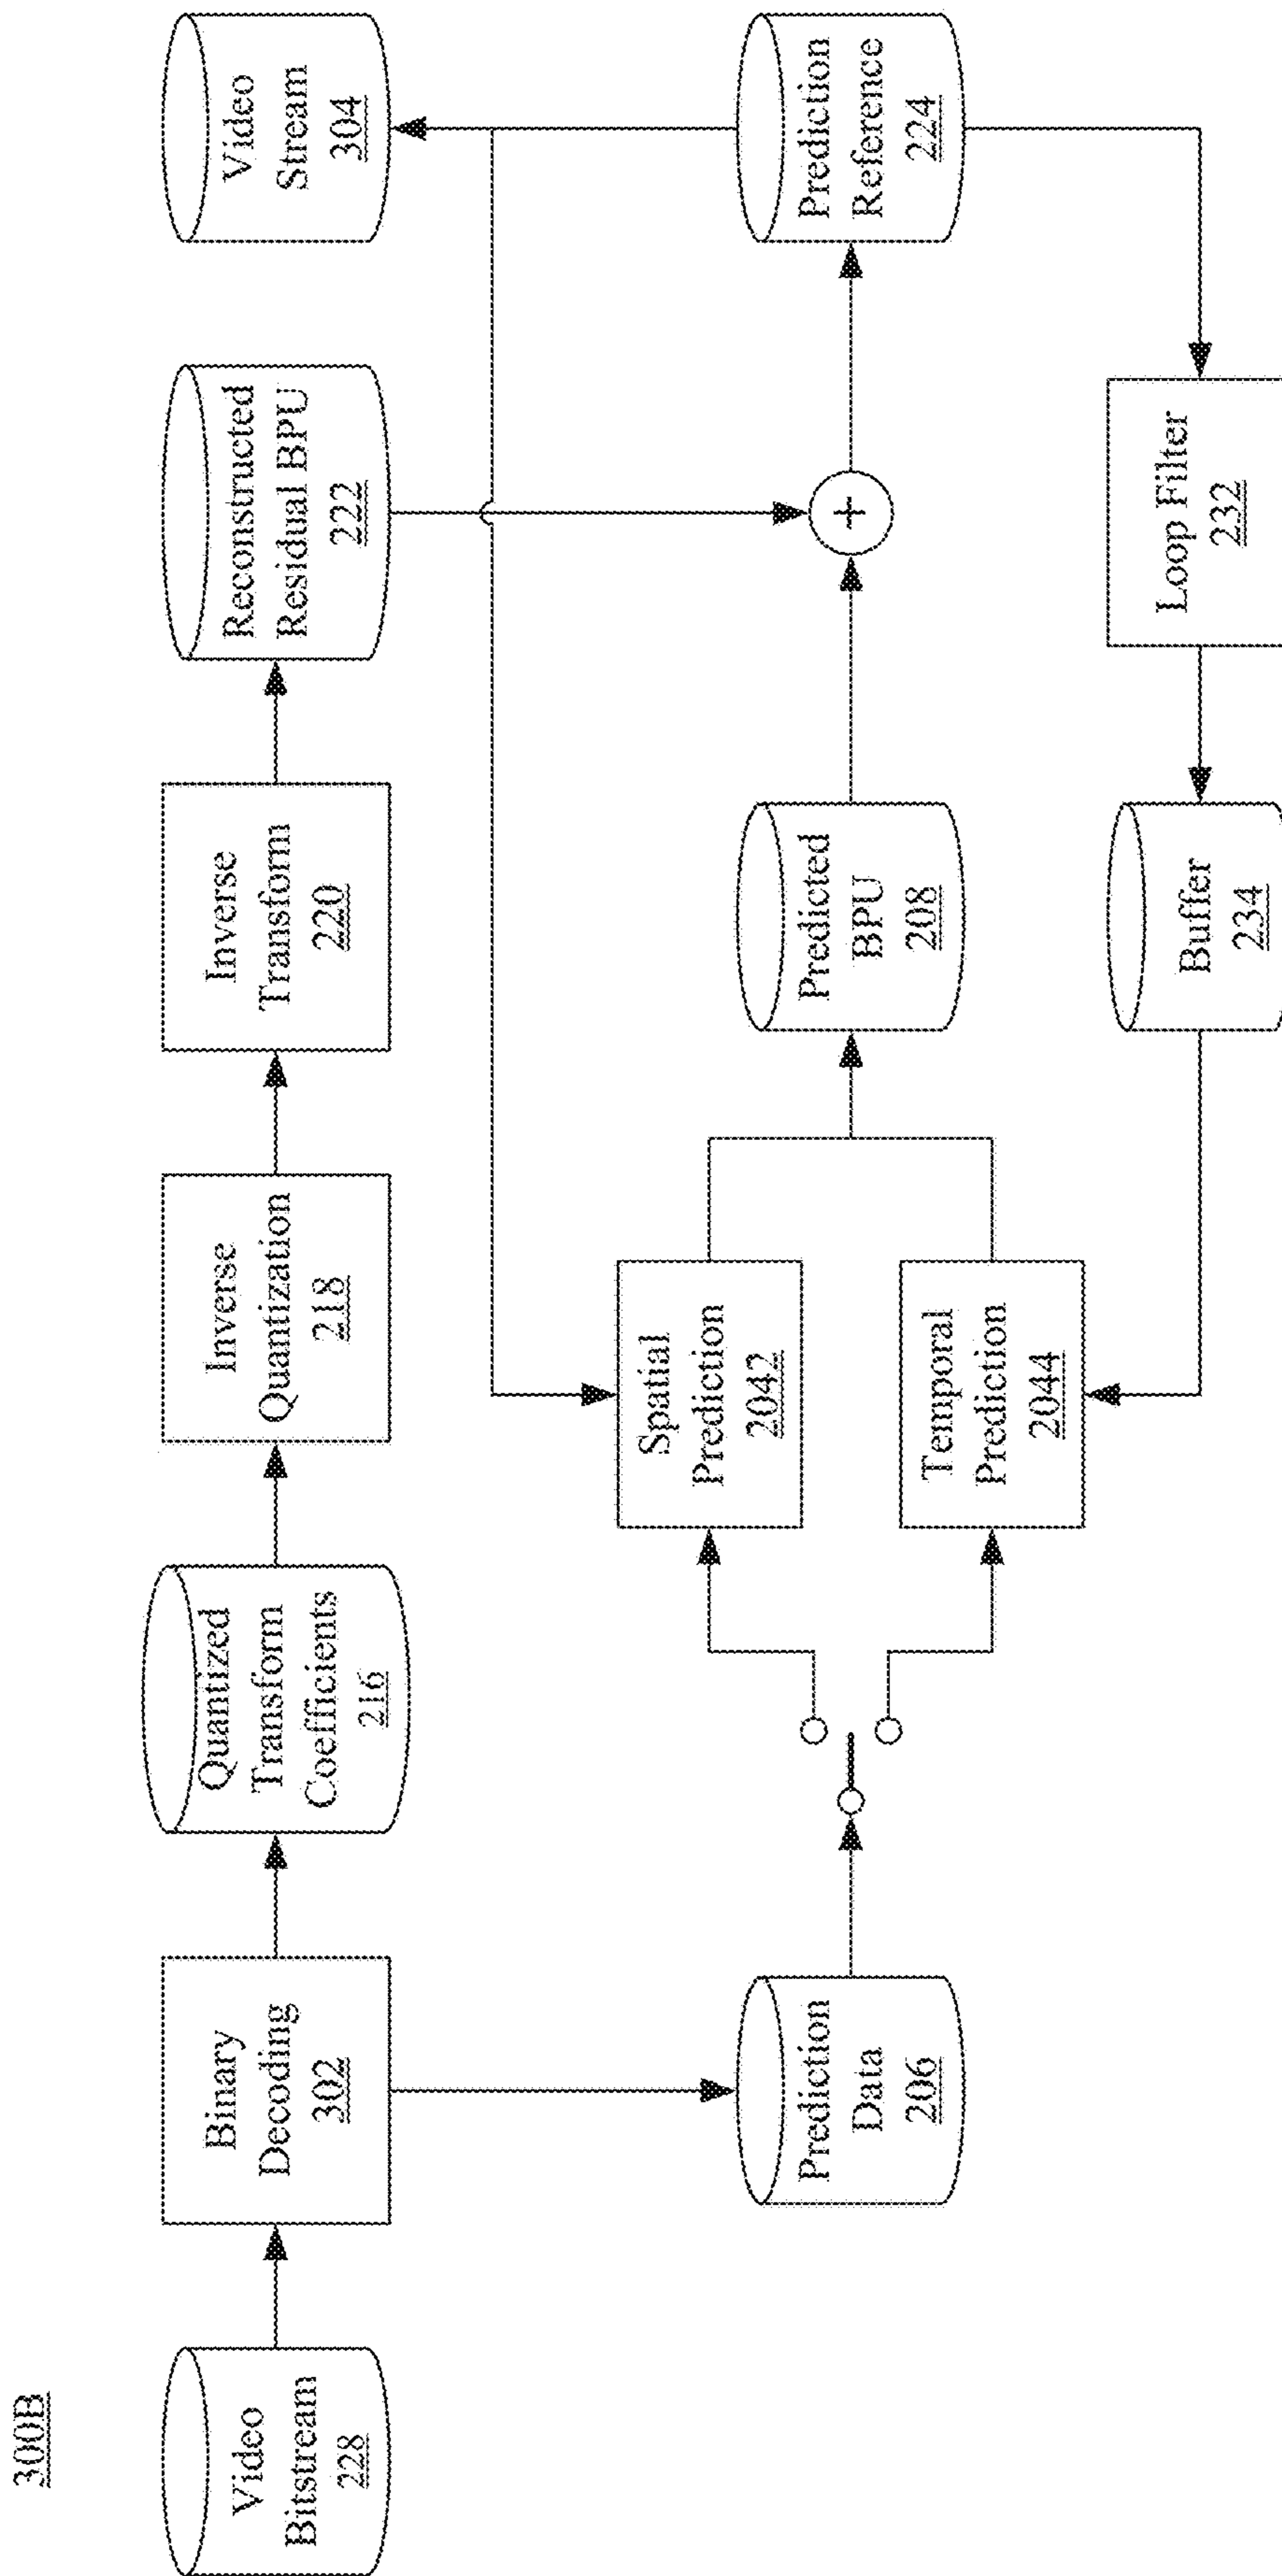 300B
Video
Bitstream
228
Binary
Decoding
302
Quantized
Transform
Coefficients
216
Inverse
Quantization
218
Inverse
Transform
220
Reconstructed
Residual BPU
222
Video
Stream
304
Prediction
Data
206
Spatial
Prediction
2042
Temporal
Prediction
2044
Predicted
BPU
208
+
Prediction
Reference
224
Buffer
234
Loop Filter
232